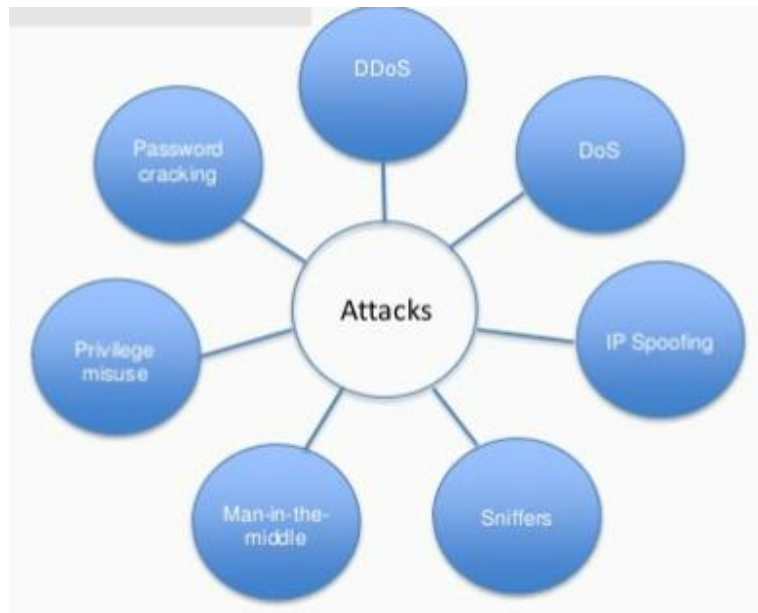 DDoS
DoS
IP Spoofing
Sniffers
Man-in-the-
middle
Privilege
misuse
Password
cracking
Attacks